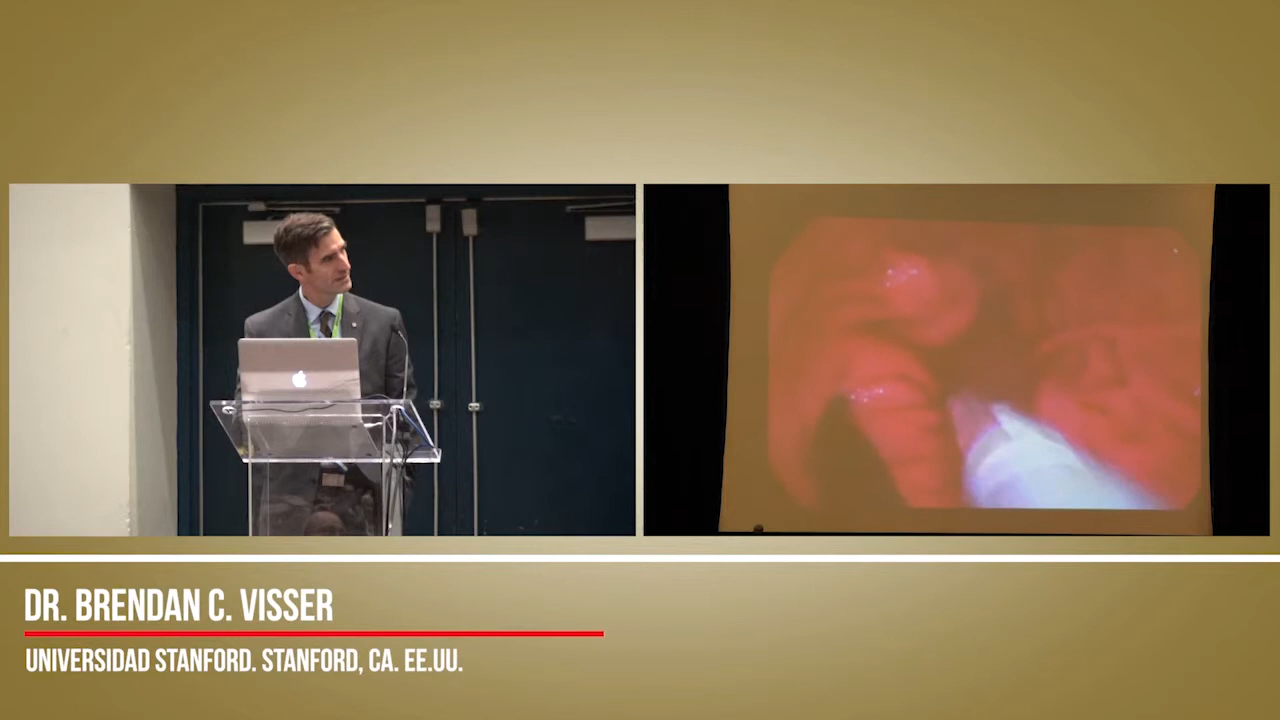 DR. BRENDAN C. VISSER
UNIVERSIDAD STANFORD. STANFORD, CA. EE.UU.